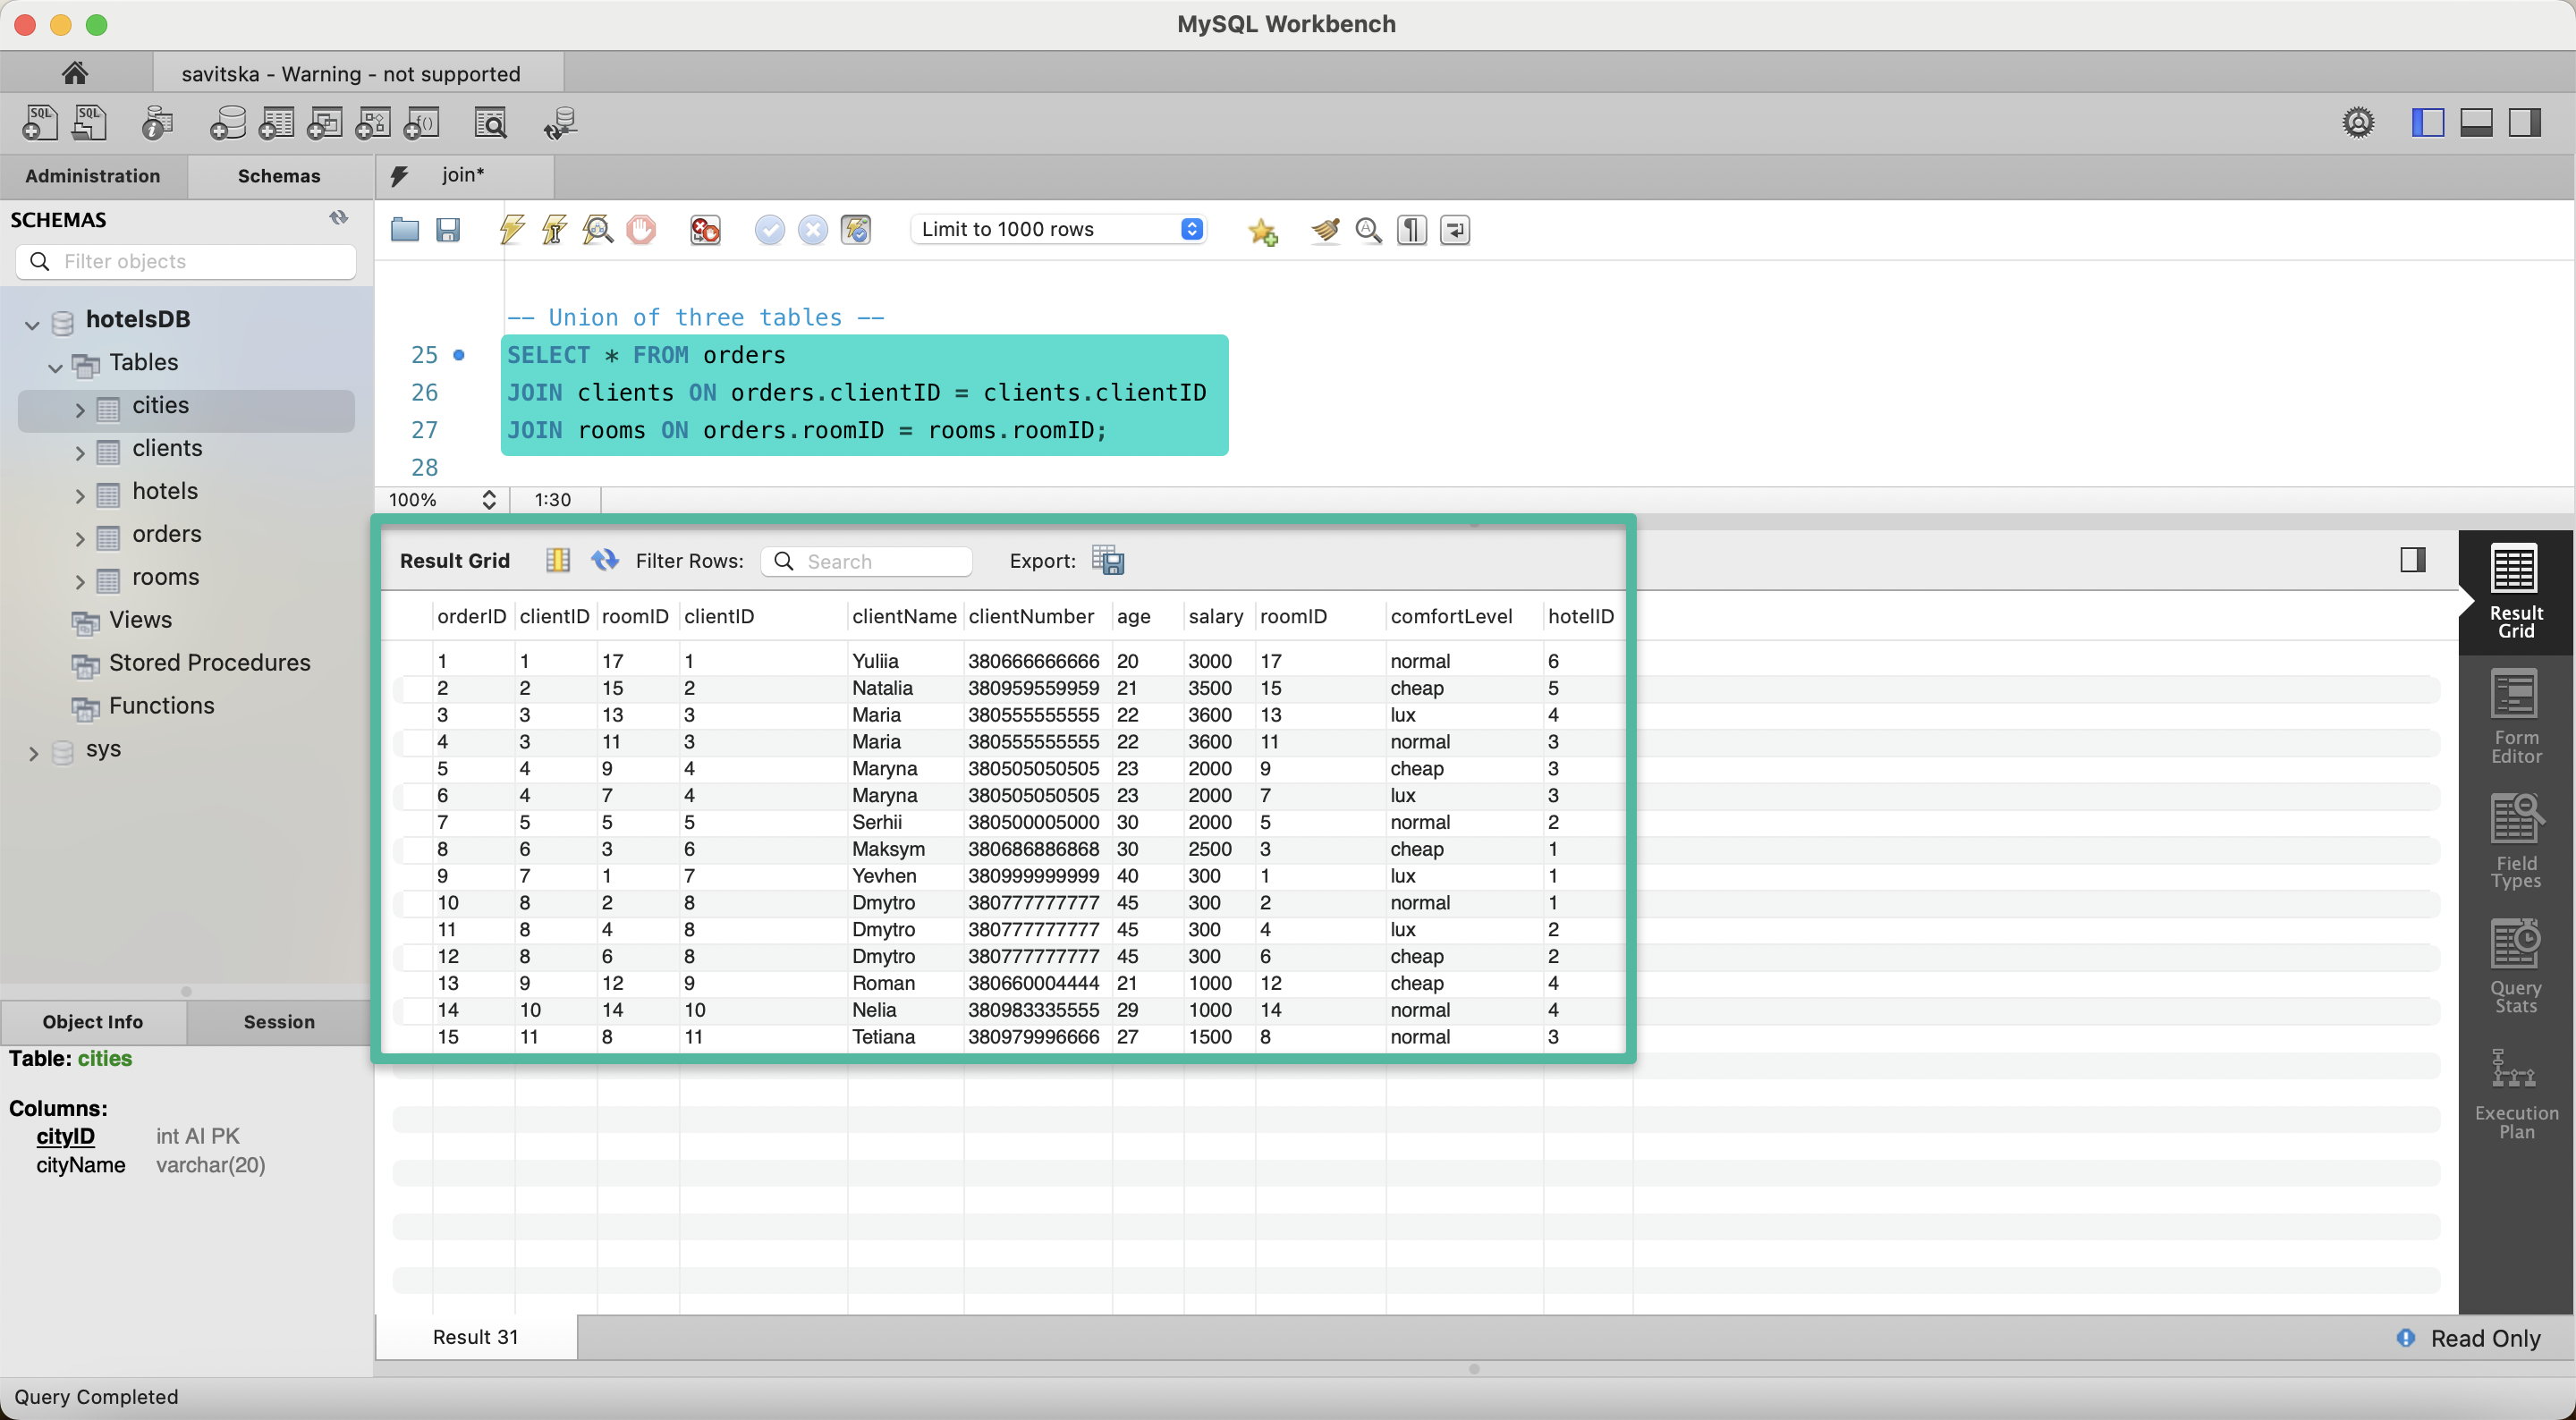 MySQL Workbench
savitska - Warning - not supported
SQL SQL
Administration Schemas join*
SCHEMAS
Limit to 1000 rows
Filter objects
hotelsDB
Tables
cities
clients
hotels
orders
rooms
Views
Stored Procedures
Functions
sys
-- Union of three tables --
25 SELECT * FROM orders
26 JOIN clients ON orders.clientID = clients.clientID
27 JOIN rooms ON orders.roomID = rooms.roomID;
28
100% 1:30
Result Grid Filter Rows: Search Export:
orderID clientID roomID clientID clientName clientNumber age salary roomID comfortLevel hotelID
1 1 17 1 Yuliia 380666666666 20 3000 17 normal 6
2 2 15 2 Natalia 380959559959 21 3500 15 cheap 5
3 3 13 3 Maria 380555555555 22 3600 13 lux 4
4 3 11 3 Maria 380555555555 22 3600 11 normal 3
5 4 9 4 Maryna 380505050505 23 2000 9 cheap 3
6 4 7 4 Maryna 380505050505 23 2000 7 lux 3
7 5 5 5 Serhii 380500005000 30 2000 5 normal 2
8 6 3 6 Maksym 380686886868 30 2500 3 cheap 1
9 7 1 7 Yevhen 380999999999 40 300 1 lux 1
10 8 2 8 Dmytro 380777777777 45 300 2 normal 1
11 8 4 8 Dmytro 380777777777 45 300 4 lux 2
12 8 6 8 Dmytro 380777777777 45 300 6 cheap 2
13 9 12 9 Roman 380660004444 21 1000 12 cheap 4
14 10 14 10 Nelia 380983335555 29 1000 14 normal 4
15 11 8 11 Tetiana 380979996666 27 1500 8 normal 3
Result
Grid
Form
Editor
Field
Types
Query
Stats
Execution
Plan
Object Info Session
Table: cities
Columns:
cityID int AI PK
cityName varchar(20)
Result 31
Read Only
Query Completed